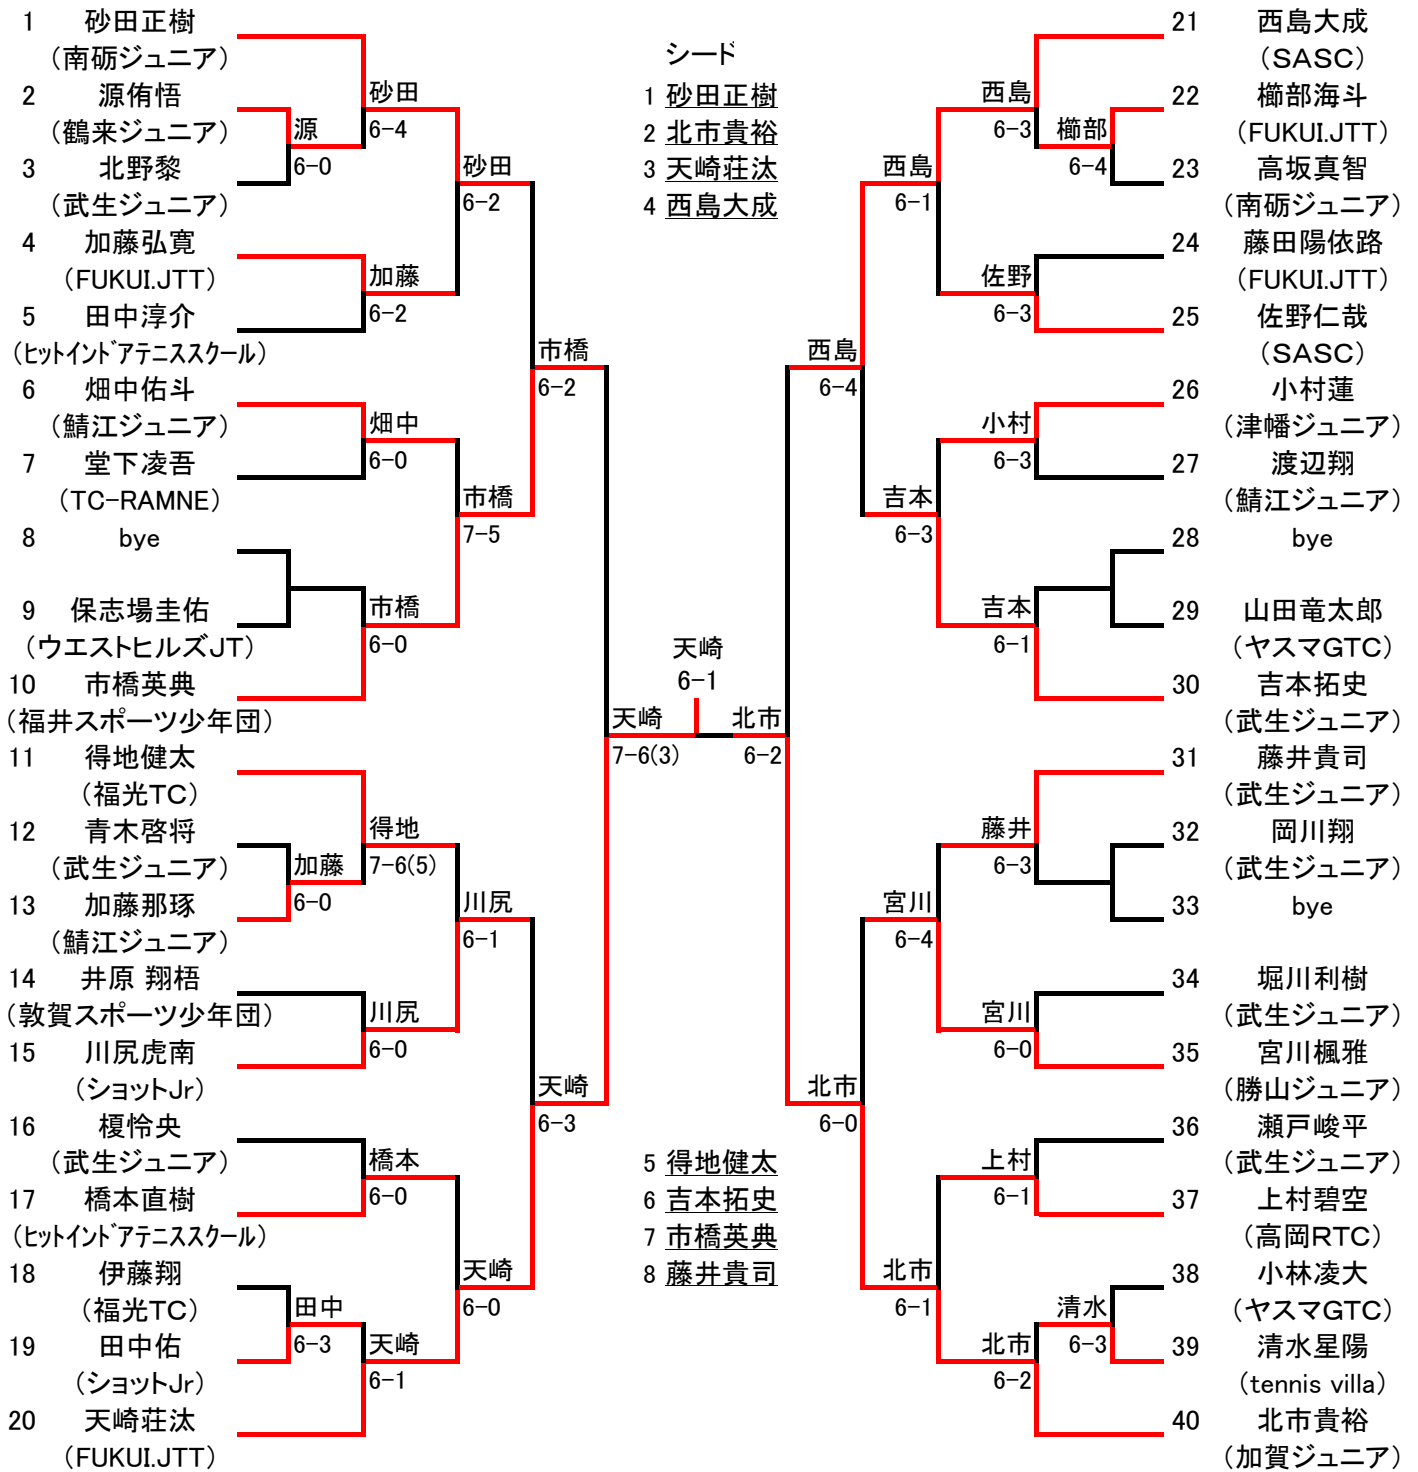 1 砂田正樹
(南砺ジュニア)
2 源侑悟
(鶴来ジュニア)
3 北野黎
(武生ジュニア)
4 加藤弘寛
(FUKUI.JTT)
5 田中淳介
(ヒットインドアテニススクール)
6 畑中佑斗
(鯖江ジュニア)
7 堂下凌吾
(TC-RAMNE)
8 bye
9 保志場圭佑
(ウエストヒルズJT)
10 市橋英典
(福井スポーツ少年団)
11 得地健太
(福光TC)
12 青木啓将
(武生ジュニア)
13 加藤那琢
(鯖江ジュニア)
14 井原 翔梧
(敦賀スポーツ少年団)
15 川尻虎南
(ショットJr)
16 榎怜央
(武生ジュニア)
17 橋本直樹
(ヒットインドアテニススクール)
18 伊藤翔
(福光TC)
19 田中佑
(ショットJr)
20 天崎荘汰
(FUKUI.JTT)
源
6-0
加藤
6-0
田中
6-3
砂田
6-4
加藤
6-2
畑中
6-0
市橋
6-0
得地
7-6(5)
川尻
6-0
橋本
6-0
天崎
6-1
砂田
6-2
市橋
7-5
川尻
6-1
天崎
6-0
市橋
6-2
天崎
6-3
天崎
7-6(3)
シード
1 砂田正樹
2 北市貴裕
3 天崎荘汰
4 西島大成
天崎
6-1
5 得地健太
6 吉本拓史
7 市橋英典
8 藤井貴司
北市
6-2
西島
6-4
北市
6-0
西島
6-1
吉本
6-3
宮川
6-4
北市
6-1
西島
6-3
佐野
6-3
小村
6-3
吉本
6-1
藤井
6-3
宮川
6-0
上村
6-1
北市
6-2
櫛部
6-4
清水
6-3
21 西島大成
(SASC)
22 櫛部海斗
(FUKUI.JTT)
23 高坂真智
(南砺ジュニア)
24 藤田陽依路
(FUKUI.JTT)
25 佐野仁哉
(SASC)
26 小村蓮
(津幡ジュニア)
27 渡辺翔
(鯖江ジュニア)
28 bye
29 山田竜太郎
(ヤスマGTC)
30 吉本拓史
(武生ジュニア)
31 藤井貴司
(武生ジュニア)
32 岡川翔
(武生ジュニア)
33 bye
34 堀川利樹
(武生ジュニア)
35 宮川楓雅
(勝山ジュニア)
36 瀬戸峻平
(武生ジュニア)
37 上村碧空
(高岡RTC)
38 小林凌大
(ヤスマGTC)
39 清水星陽
(tennis villa)
40 北市貴裕
(加賀ジュニア)